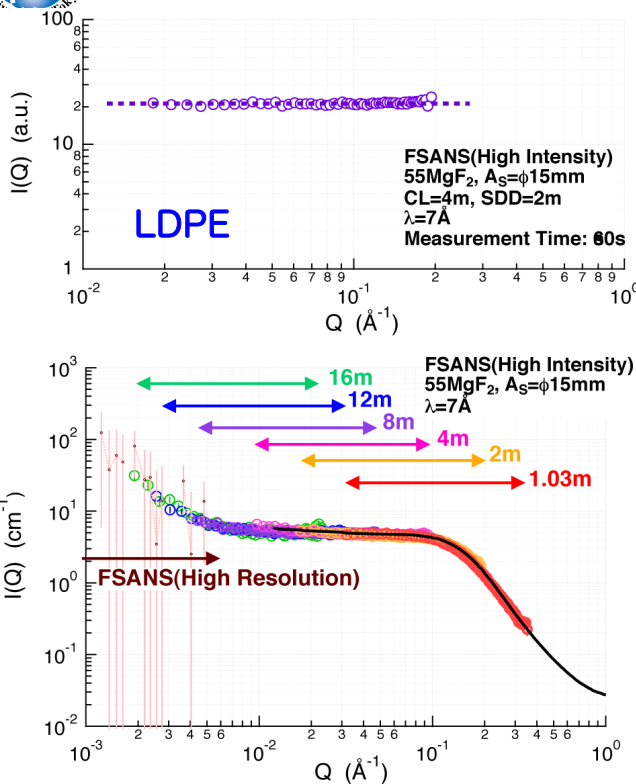 100
8
6
4
2
10
8
6
4
2
1
I(Q) (a.u.)
LDPE
FSANS(High Intensity)
55MgF2, AS=ϕ15mm
CL=4m, SDD=2m
λ=7Å
Measurement Time: 60s
10-2 2 3 4 5 6 7 8 9 10-1 2 3 4 5 6 7 8 9 100
Q (Å-1)
FSANS(High Intensity)
55MgF2, AS=ϕ15mm
λ=7Å
16m
12m
8m
4m
2m
1.03m
103
102
101
100
10-1
10-2
I(Q) (cm-1)
FSANS(High Resolution)
10-3 2 3 4 5 6 10-2 2 3 4 5 6 10-1 2 3 4 5 6 100
Q (Å-1)